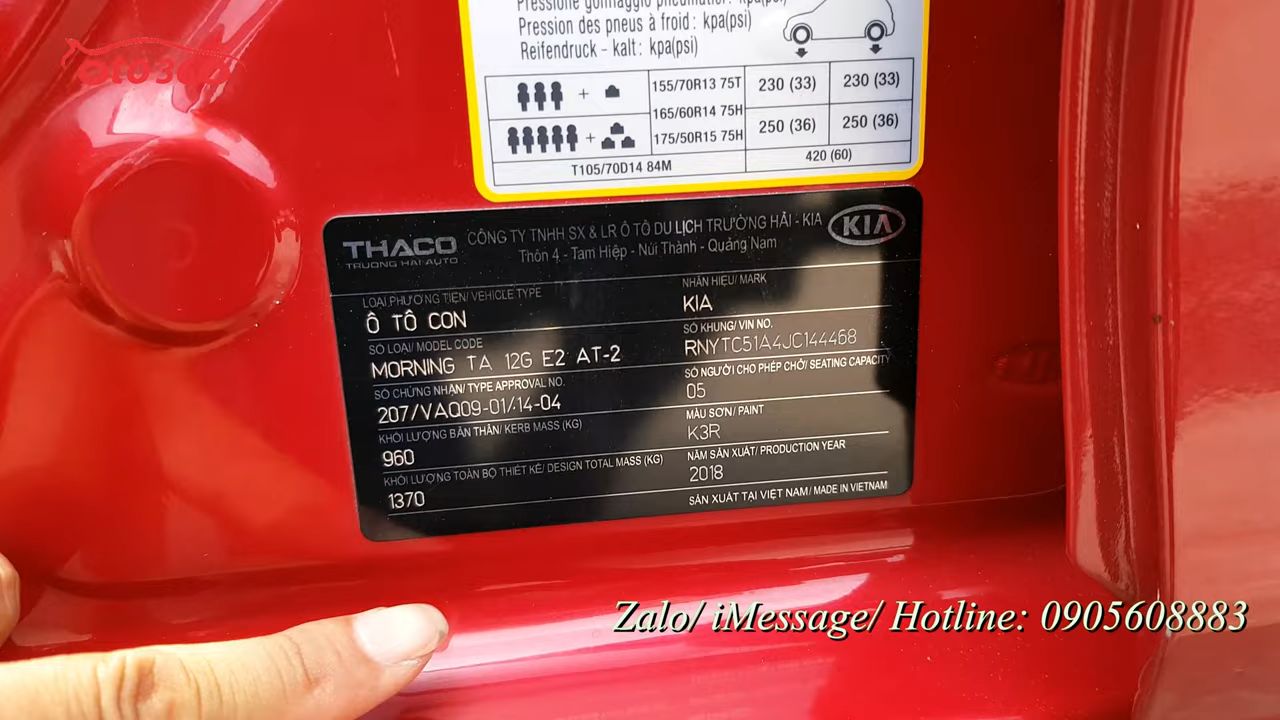 Pressione gonfiaggio pneumatici: kpa(psi)
Pression des pneus à froid : kpa(psi)
Reifendruck - kalt : kpa(psi)
+
155/70R13 75T
230 (33)
230 (33)
165/60R14 75H
+
175/50R15 75H
250 (36)
250 (36)
T105/70D14 84M
420 (60)
THACO
TRUONG HAI AUTO
CÔNG TY TNHH SX & LR Ô TÔ DU LỊCH TRƯỜNG HẢI - KIA
Thôn 4 - Tam Hiệp - Núi Thành - Quảng Nam
KIA
LOẠI PHƯƠNG TIỆN/ VEHICLE TYPE
Ô TÔ CON
NHÃN HIỆU/ MARK
KIA
SỐ LOẠI/ MODEL CODE
MORNING TA 12G E2 AT-2
SỐ KHUNG/ VIN NO.
RNYTC51A4JC144468
SỐ CHỨNG NHẬN/ TYPE APPROVAL NO.
207/VAQ09-01/14-04
SỐ NGƯỜI CHO PHÉP CHỞ/ SEATING CAPACITY
05
KHỐI LƯỢNG BẢN THÂN/ KERB MASS (KG)
960
MÀU SƠN/ PAINT
K3R
KHỐI LƯỢNG TOÀN BỘ THIẾT KẾ/ DESIGN TOTAL MASS (KG)
1370
NĂM SẢN XUẤT/ PRODUCTION YEAR
2018
SẢN XUẤT TẠI VIỆT NAM/ MADE IN VIETNAM
Zalo/ iMessage/ Hotline: 0905608883